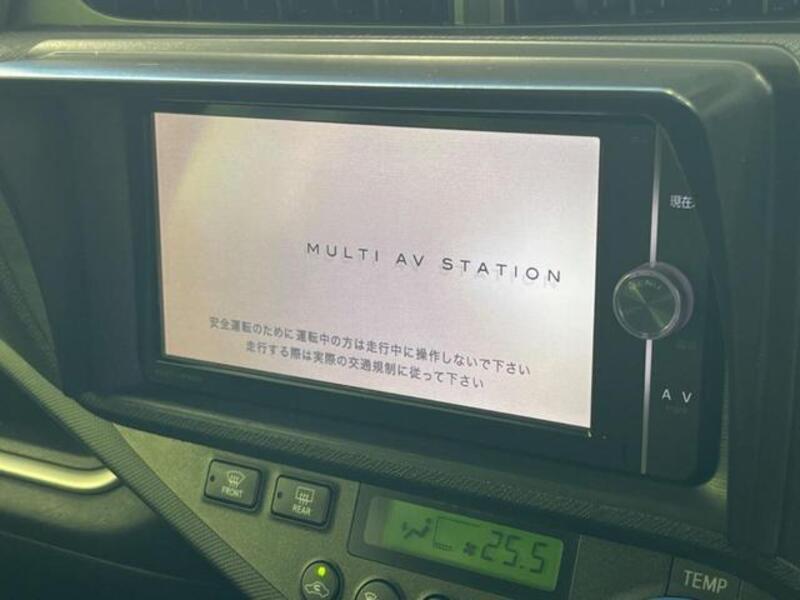 MULTI AV STATION
安全運転のために運転中の方は走行中に操作しないで下さい
走行する際は実際の交通規制に従って下さい
現在
AV
FRONT
REAR
25.5
TEMP